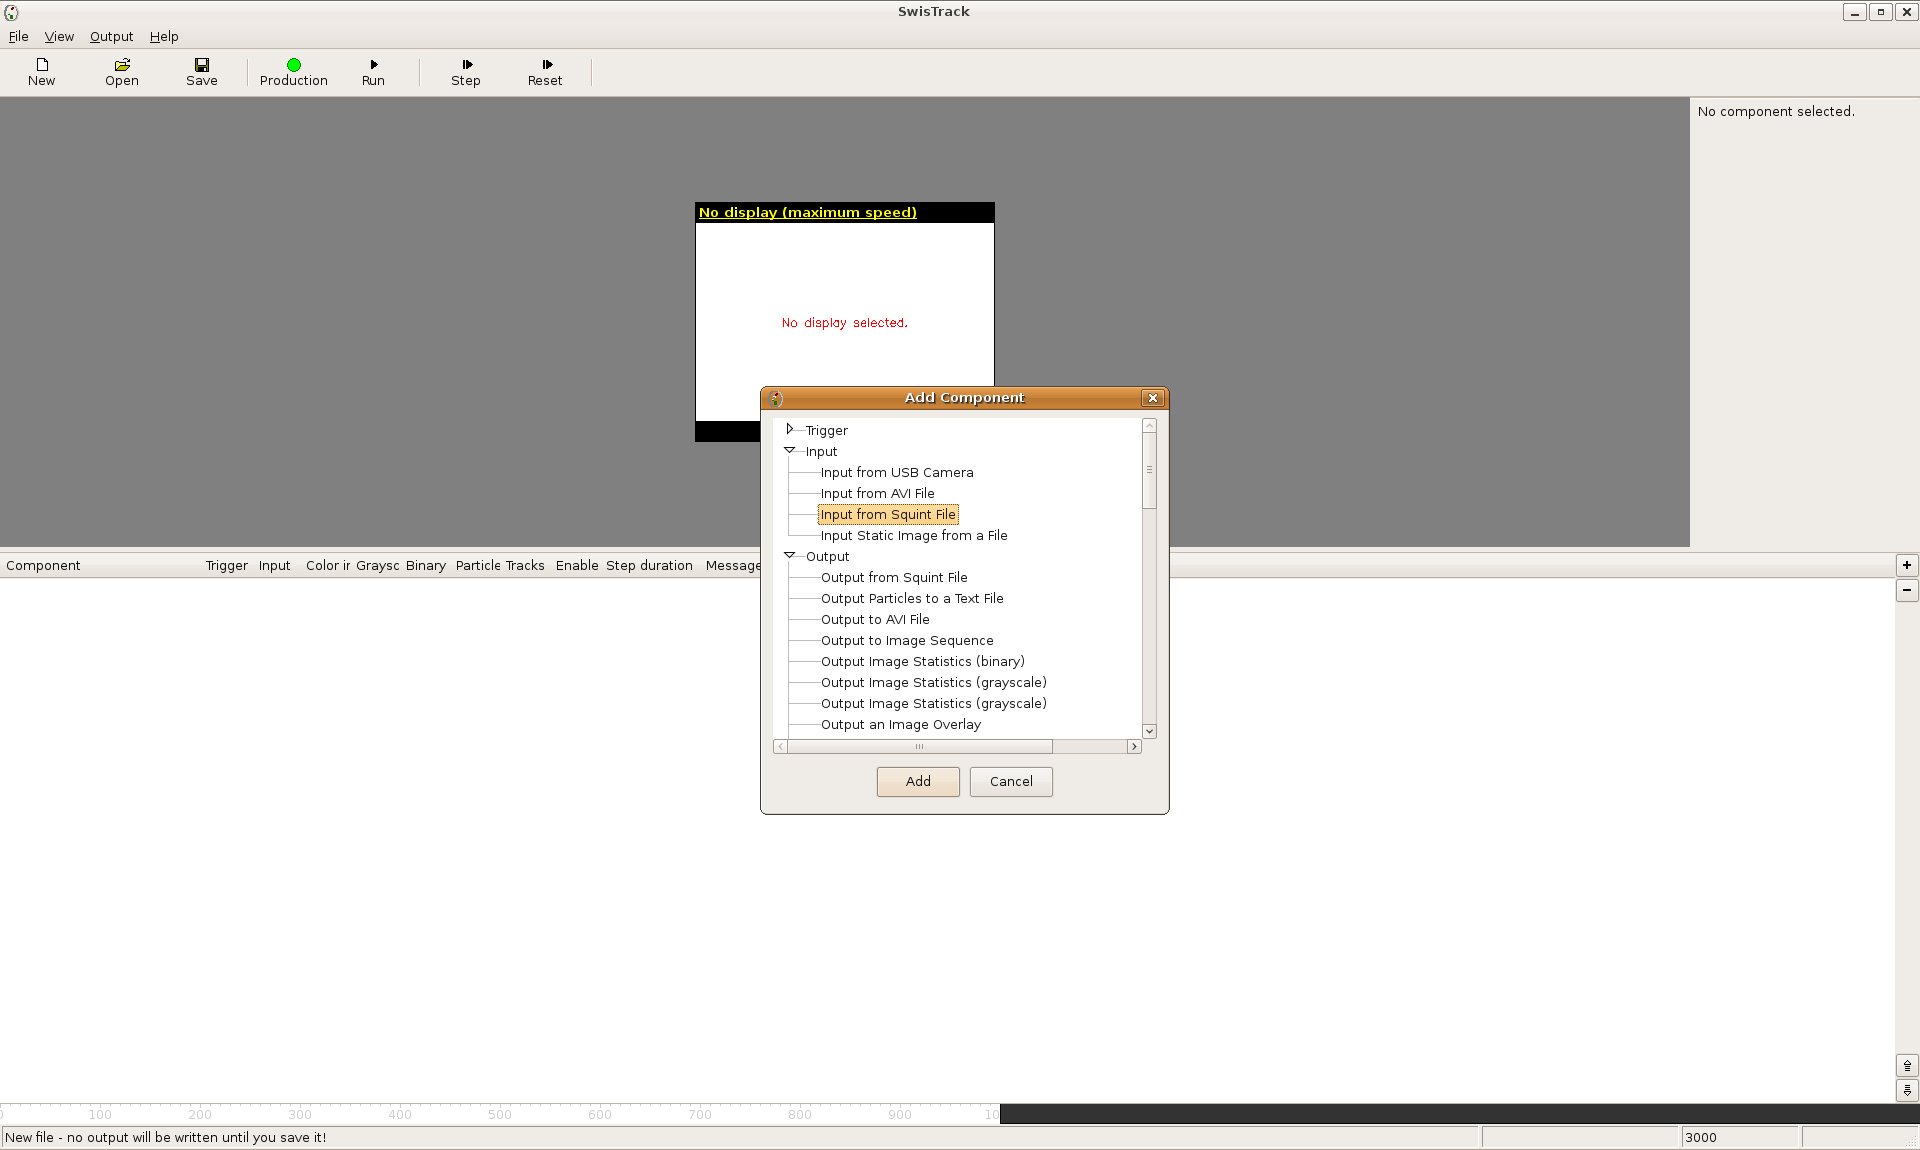 SwisTrack
File View Output Help
New Open Save Production Run Step Reset
No component selected.
No display (maximum speed)
No display selected.
Add Component
Trigger
Input
Input from USB Camera
Input from AVI File
Input from Squint File
Input Static Image from a File
Output
Output from Squint File
Output Particles to a Text File
Output to AVI File
Output to Image Sequence
Output Image Statistics (binary)
Output Image Statistics (grayscale)
Output Image Statistics (grayscale)
Output an Image Overlay
Add Cancel
Component Trigger Input Color ir Graysc Binary Particle Tracks Enable Step duration Message
100 200 300 400 500 600 700 800 900 10
New file - no output will be written until you save it! 3000